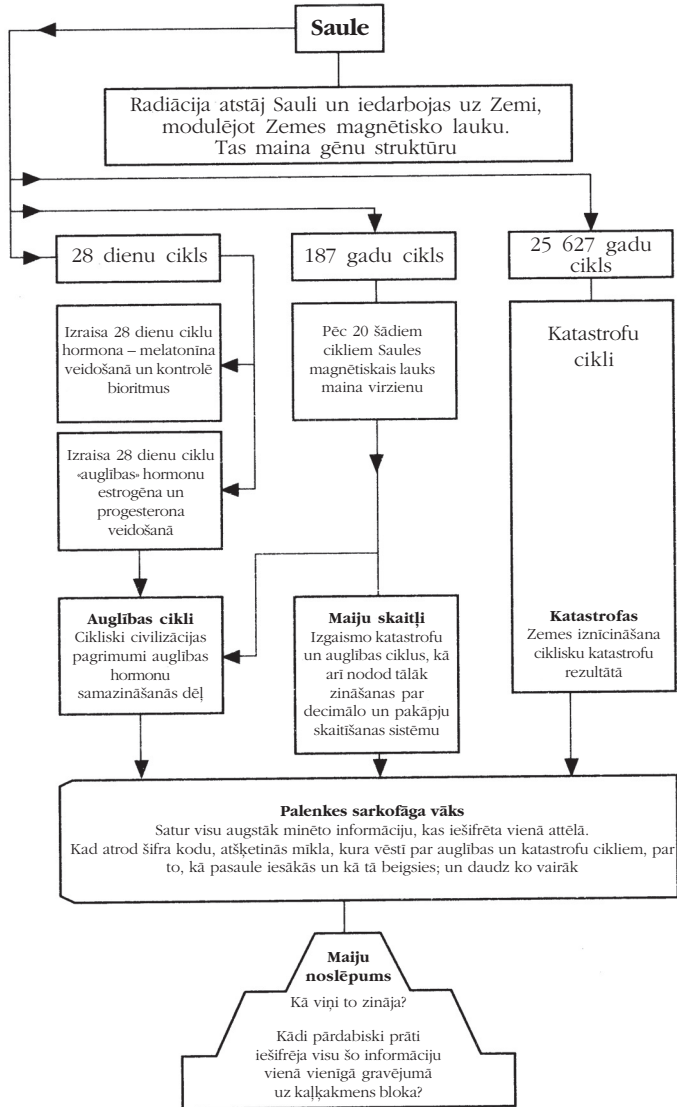 Saule
Radiācija atstāj Sauli un iedarbojas uz Zemi,
modulējot Zemes magnētisko lauku.
Tas maina gēnu struktūru
28 dienu cikls
187 gadu cikls
25 627 gadu
cikls
Izraisa 28 dienu ciklu
hormona – melatonīna
veidošanā un kontrolē
bioritmus
Pēc 20 šādiem
cikliem Saules
magnētiskais lauks
maina virzienu
Katastrofu
cikli
Izraisa 28 dienu ciklu
«auglības» hormonu
estrogēna un
progesterona
veidošanā
Auglības cikli
Cikliski civilizācijas
pagrimumi auglības
hormonu
samazināšanās dēļ
Maiju skaitļi
Izgaismo katastrofu
un auglības ciklus, kā
arī nodod tālāk
zināšanas par
decimālo un pakāpju
skaitīšanas sistēmu
Katastrofas
Zemes iznīcināšana
ciklisku katastrofu
rezultātā
Palenkes sarkofāga vāks
Satur visu augstāk minēto informāciju, kas iešifrēta vienā attēlā.
Kad atrod šifra kodu, atšķetinās mīkla, kura vēstī par auglības un katastrofu cikliem, par
to, kā pasaule iesākās un kā tā beigsies; un daudz ko vairāk
Maiju
noslēpums
Kā viņi to zināja?
Kādi pārdabiski prāti
iešifrēja visu šo informāciju
vienā vienīgā gravējumā
uz kaļķakmens bloka?